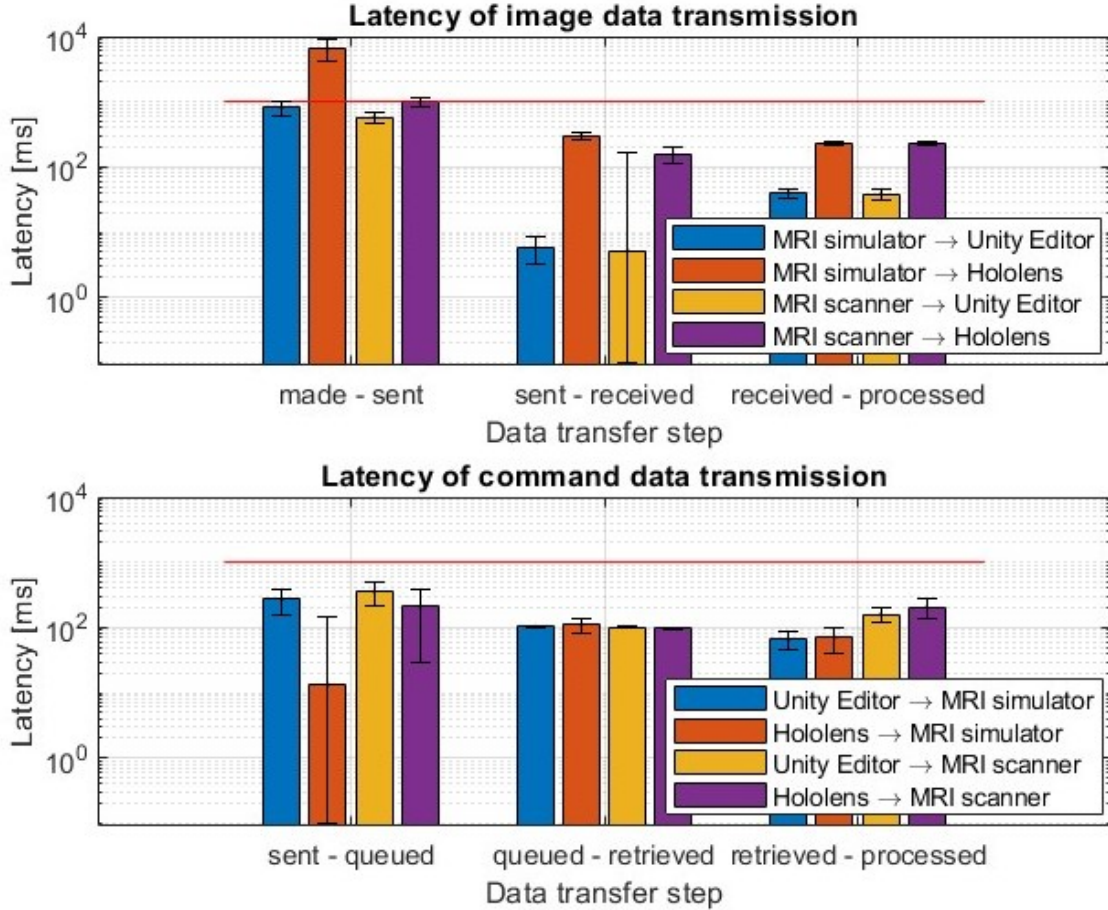 Latency of image data transmission
10^4
10^2
10^0
Latency [ms]
MRI simulator → Unity Editor
MRI simulator → Hololens
MRI scanner → Unity Editor
MRI scanner → Hololens
made - sent
sent - received
received - processed
Data transfer step
Latency of command data transmission
10^4
10^2
10^0
Latency [ms]
Unity Editor → MRI simulator
Hololens → MRI simulator
Unity Editor → MRI scanner
Hololens → MRI scanner
sent - queued
queued - retrieved
retrieved - processed
Data transfer step